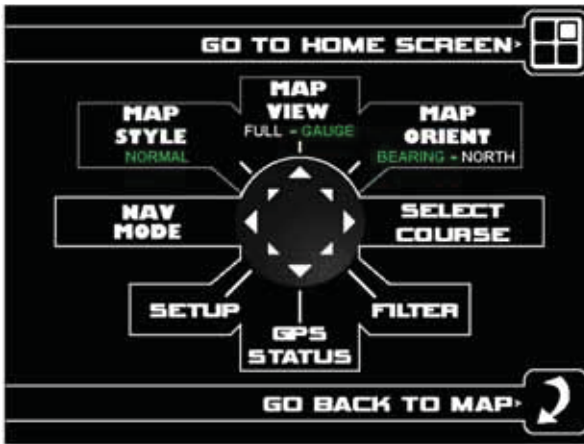 GO TO HOME SCREEN>
MAP
VIEW
FULL - GAUGE
MAP
STYLE
NORMAL
MAP
ORIENT
BEARING - NORTH
NAV
MODE
SELECT
COURSE
SETUP
FILTER
GPS
STATUS
GO BACK TO MAP>